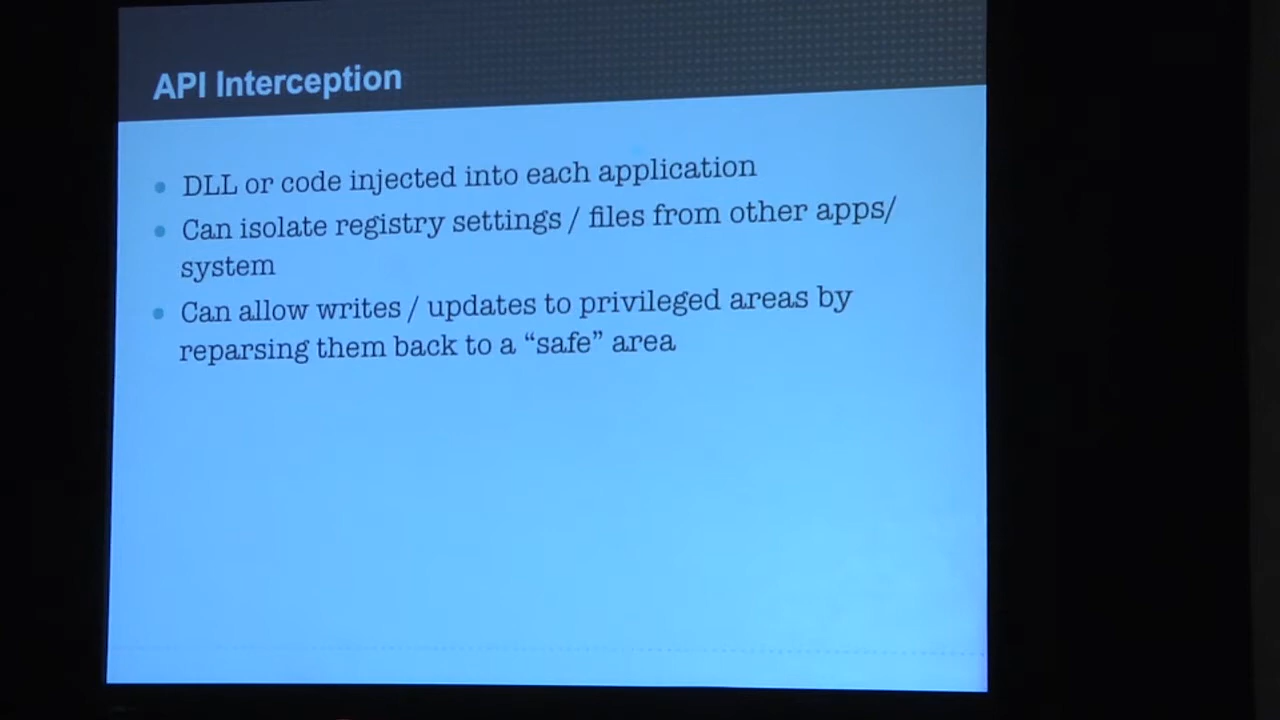 API Interception
DLL or code injected into each application
Can isolate registry settings / files from other apps/
system
Can allow writes / updates to privileged areas by
reparsing them back to a “safe” area